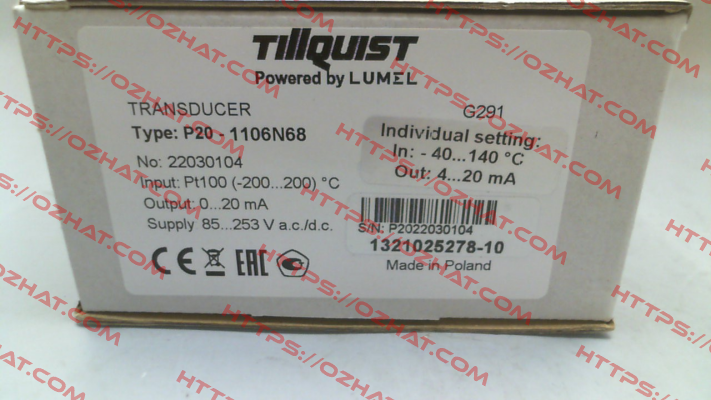 Tillquist
Powered by LUMEL
TRANSDUCER
G291
Type: P20 - 1106N68
No: 22030104
Input: Pt100 (-200...200) °C
Output: 0...20 mA
Supply 85...253 V a.c./d.c.
Individual setting:
In: - 40...140 °C
Out: 4...20 mA
S/N: P2022030104
1321025278-10
Made in Poland
CE EAC
HTTPS://OZHAT.COM